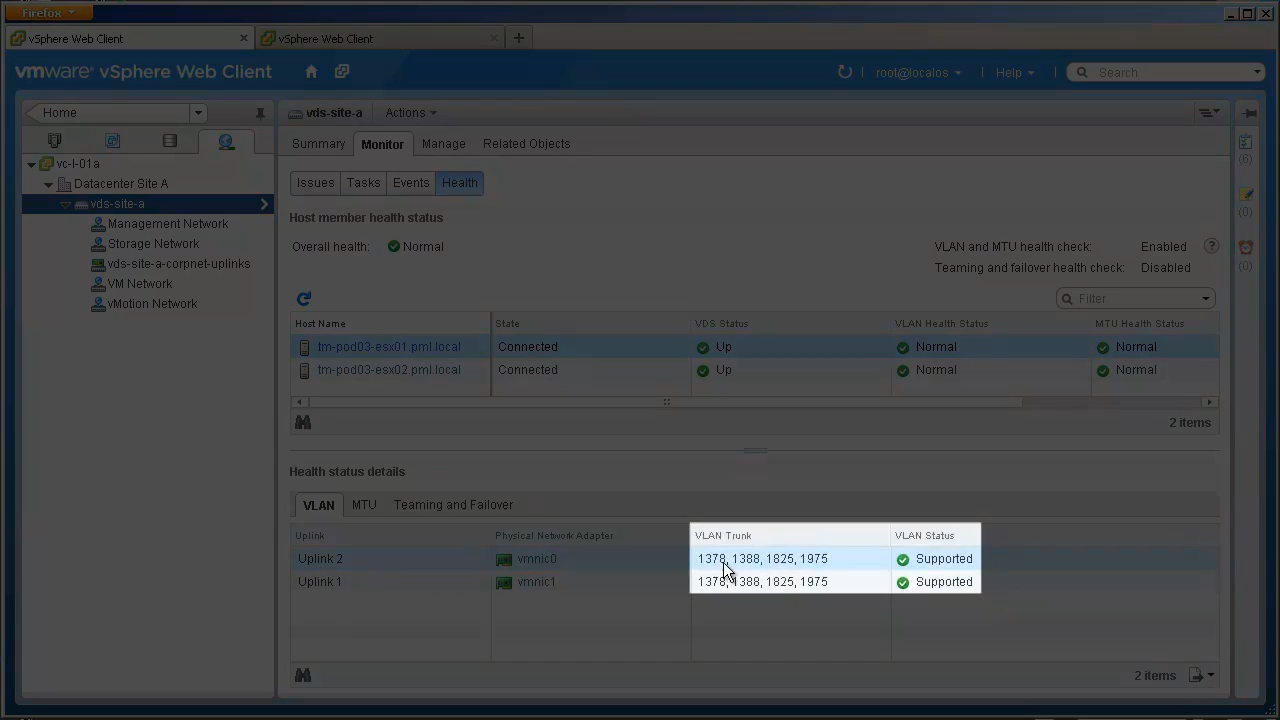 Firefox
vSphere Web Client
vSphere Web Client
vmware® vSphere Web Client
root@localos
Help
Search
Home
vds-site-a
Actions
Summary
Monitor
Manage
Related Objects
vc-l-01a
Datacenter Site A
vds-site-a
Management Network
Storage Network
vds-site-a-corpnet-uplinks
VM Network
vMotion Network
Issues
Tasks
Events
Health
Host member health status
Overall health: Normal
VLAN and MTU health check: Enabled
Teaming and failover health check: Disabled
(6)
(0)
(0)
Filter
Host Name State VDS Status VLAN Health Status MTU Health Status
tm-pod03-esx01.pml.local Connected Up Normal Normal
tm-pod03-esx02.pml.local Connected Up Normal Normal
2 items
Health status details
VLAN MTU Teaming and Failover
Uplink Physical Network Adapter VLAN Trunk VLAN Status
Uplink 2 vmnic0 1378, 1388, 1825, 1975 Supported
Uplink 1 vmnic1 1378, 1388, 1825, 1975 Supported
2 items